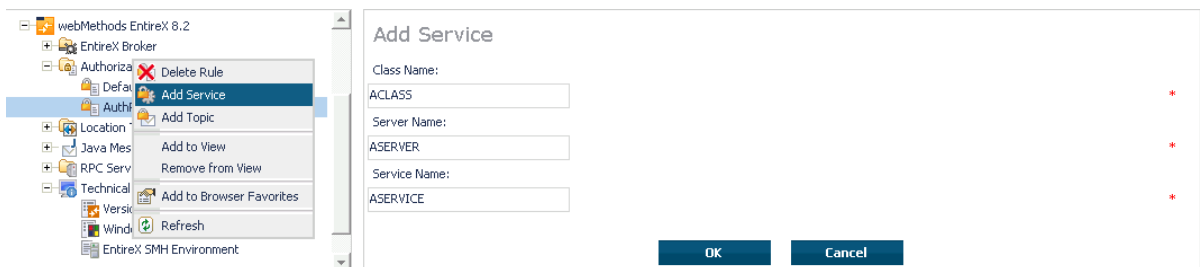 webMethods EntireX 8.2
EntireX Broker
Authoriza
Defau
Auth
Location
Java Mes
RPC Serv
Technical
Versio
Wind
EntireX SMH Environment
Delete Rule
Add Service
Add Topic
Add to View
Remove from View
Add to Browser Favorites
Refresh
Add Service
Class Name:
ACLASS
*
Server Name:
ASERVER
*
Service Name:
ASERVICE
*
OK
Cancel